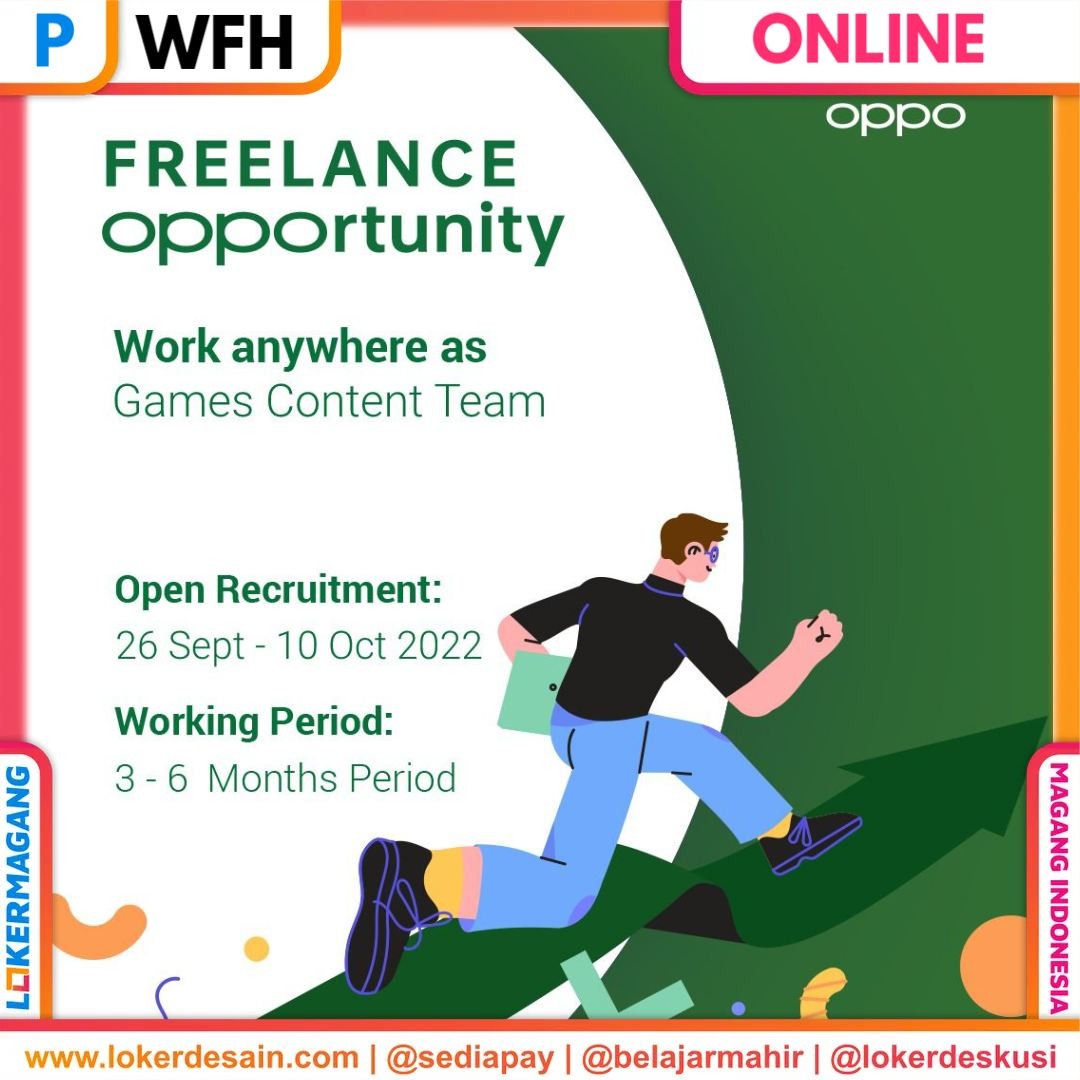 P WFH ONLINE
oppo
FREELANCE
opportunity
Work anywhere as
Games Content Team
Open Recruitment:
26 Sept - 10 Oct 2022
Working Period:
3 - 6 Months Period
LOKERMAGANG
MAGANG INDONESIA
www.lokerdesain.com | @sediapay | @belajarmahir | @lokerdeskusi